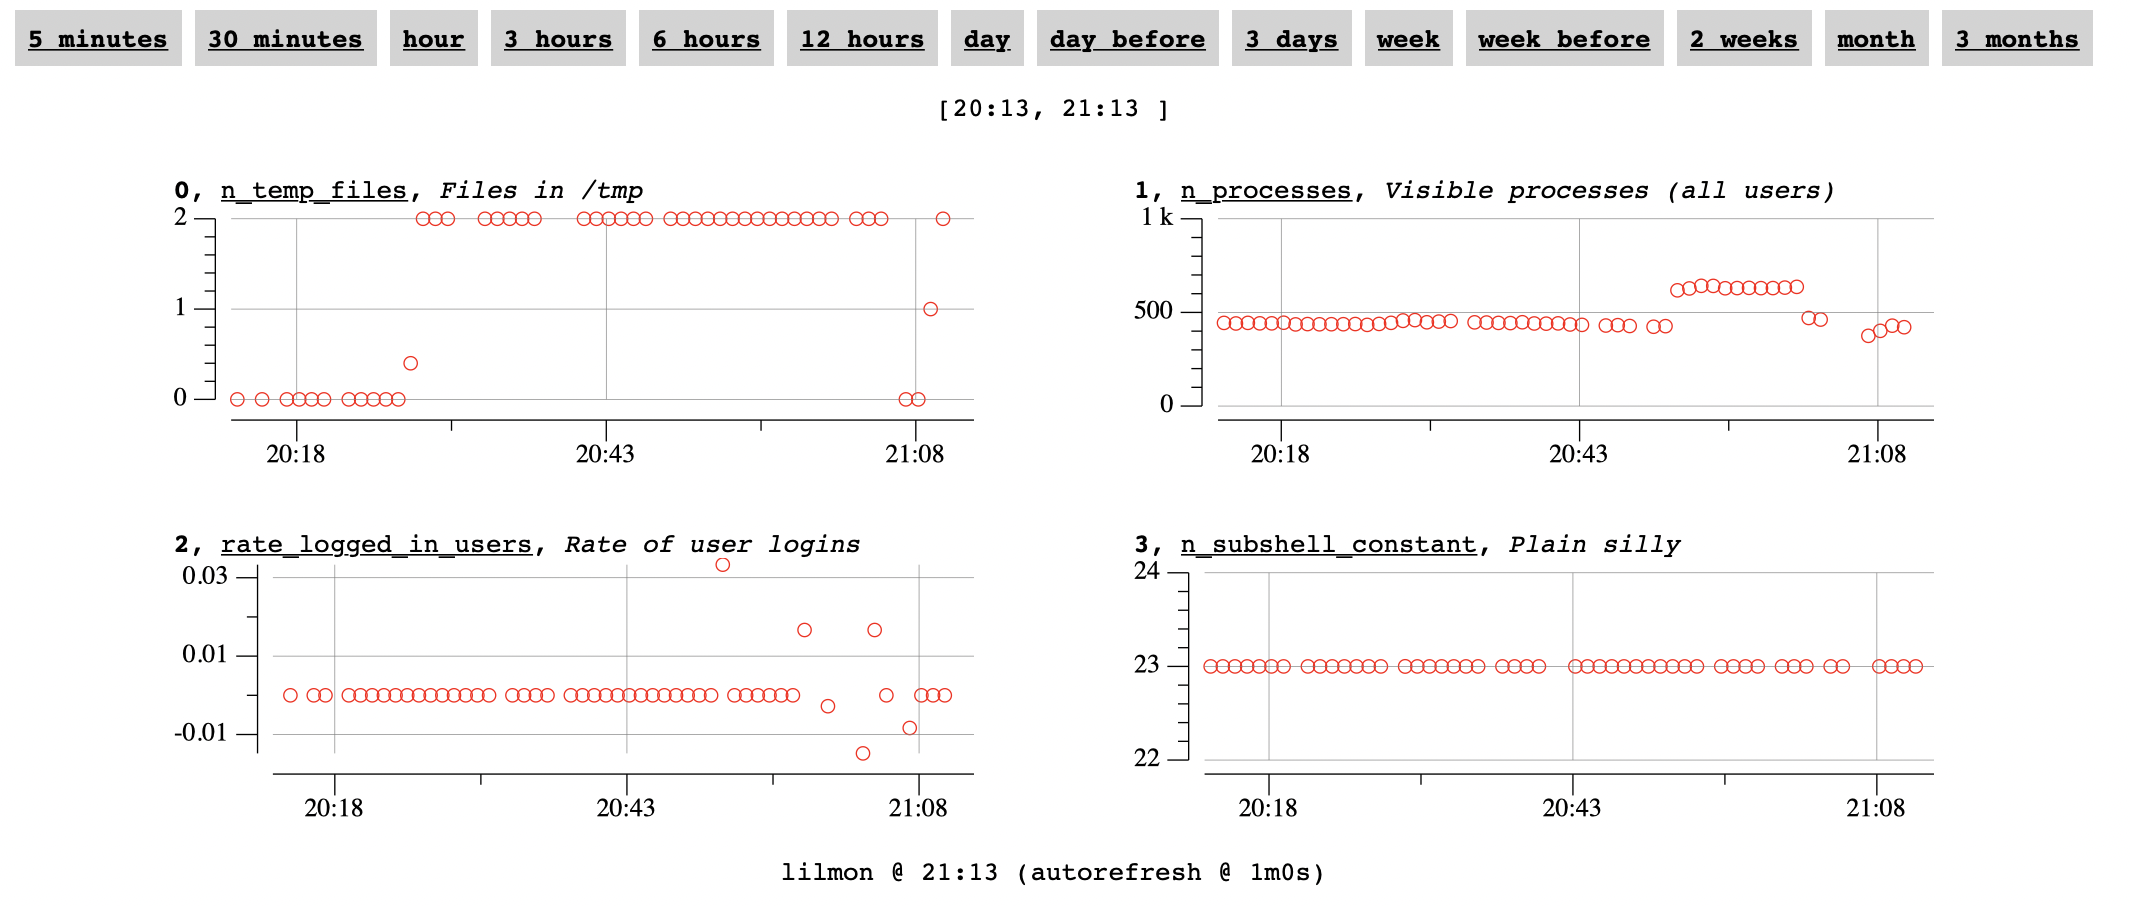 5 minutes 30 minutes hour 3 hours 6 hours 12 hours day day before 3 days week week before 2 weeks month 3 months
[20:13, 21:13 ]
0, n_temp_files, Files in /tmp
2
1
0
20:18 20:43 21:08
1, n_processes, Visible processes (all users)
1 k
500
0
20:18 20:43 21:08
2, rate_logged_in_users, Rate of user logins
0.03
0.01
-0.01
20:18 20:43 21:08
3, n_subshell_constant, Plain silly
24
23
22
20:18 20:43 21:08
lilmon @ 21:13 (autorefresh @ 1m0s)